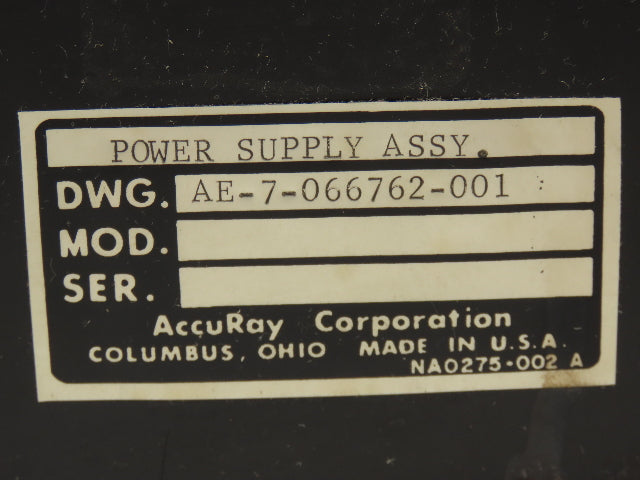 POWER SUPPLY ASSY.
DWG. AE-7-066762-001
MOD.
SER.
AccuRay Corporation
COLUMBUS, OHIO MADE IN U.S.A.
NA0275-002 A